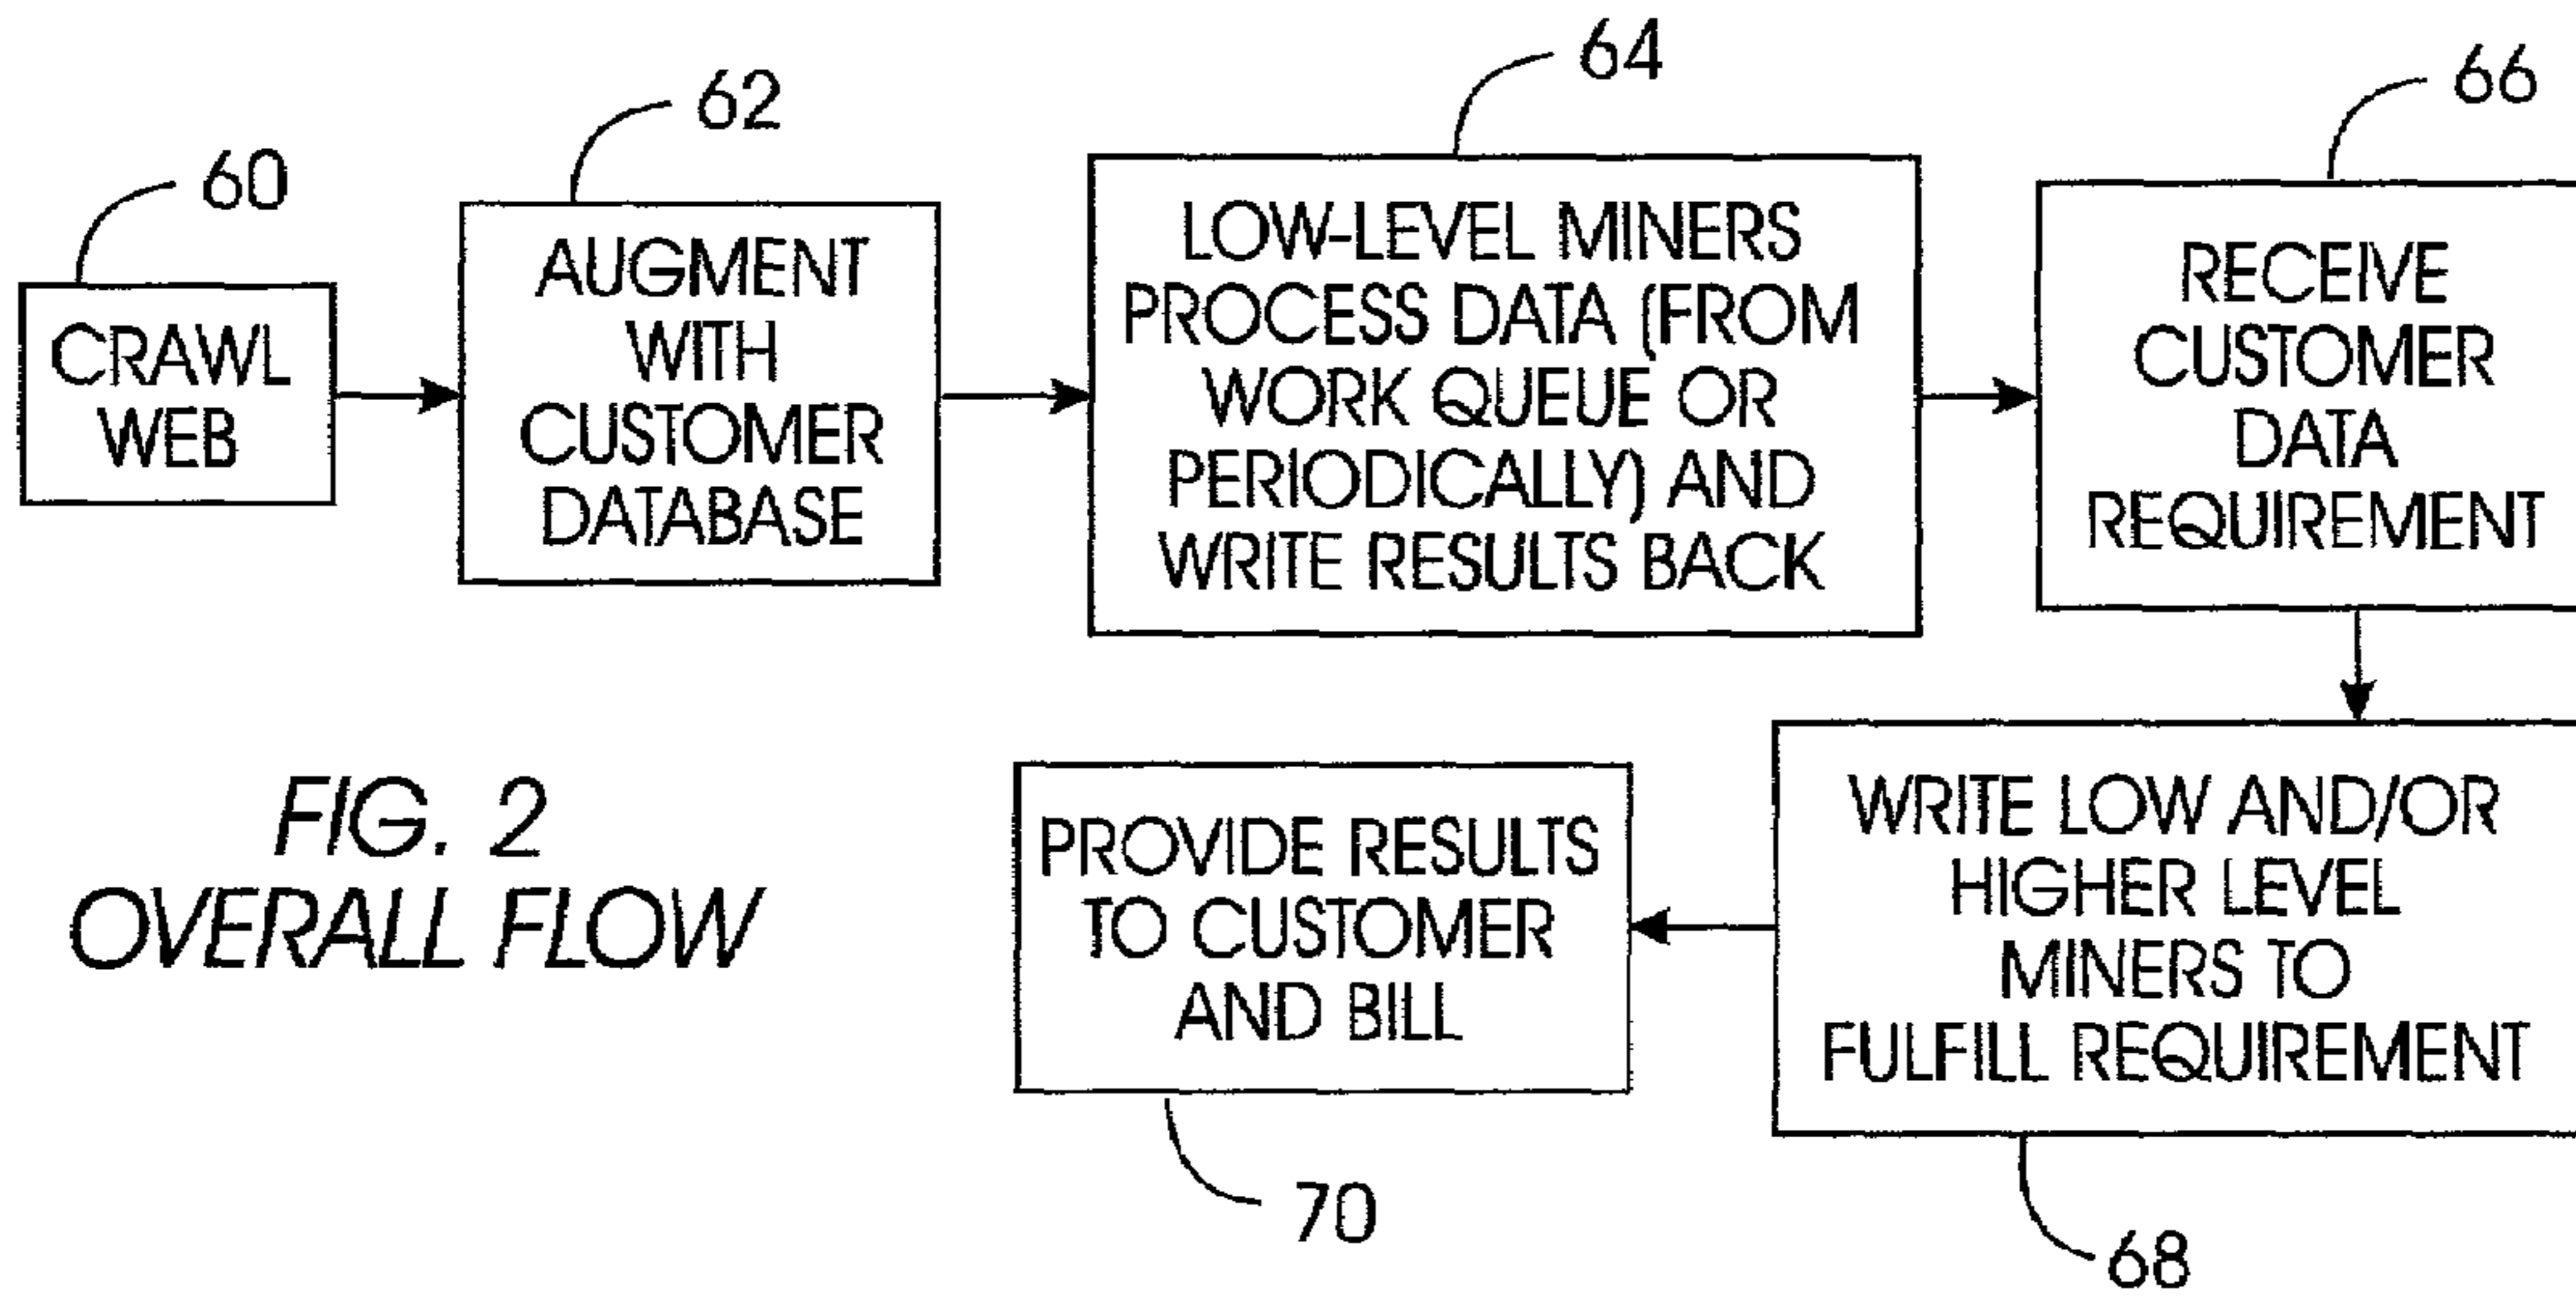 60
CRAWL
WEB
62
AUGMENT
WITH
CUSTOMER
DATABASE
64
LOW-LEVEL MINERS
PROCESS DATA (FROM
WORK QUEUE OR
PERIODICALLY) AND
WRITE RESULTS BACK
66
RECEIVE
CUSTOMER
DATA
REQUIREMENT
WRITE LOW AND/OR
HIGHER LEVEL
MINERS TO
FULFILL REQUIREMENT
68
PROVIDE RESULTS
TO CUSTOMER
AND BILL
70
FIG. 2
OVERALL FLOW